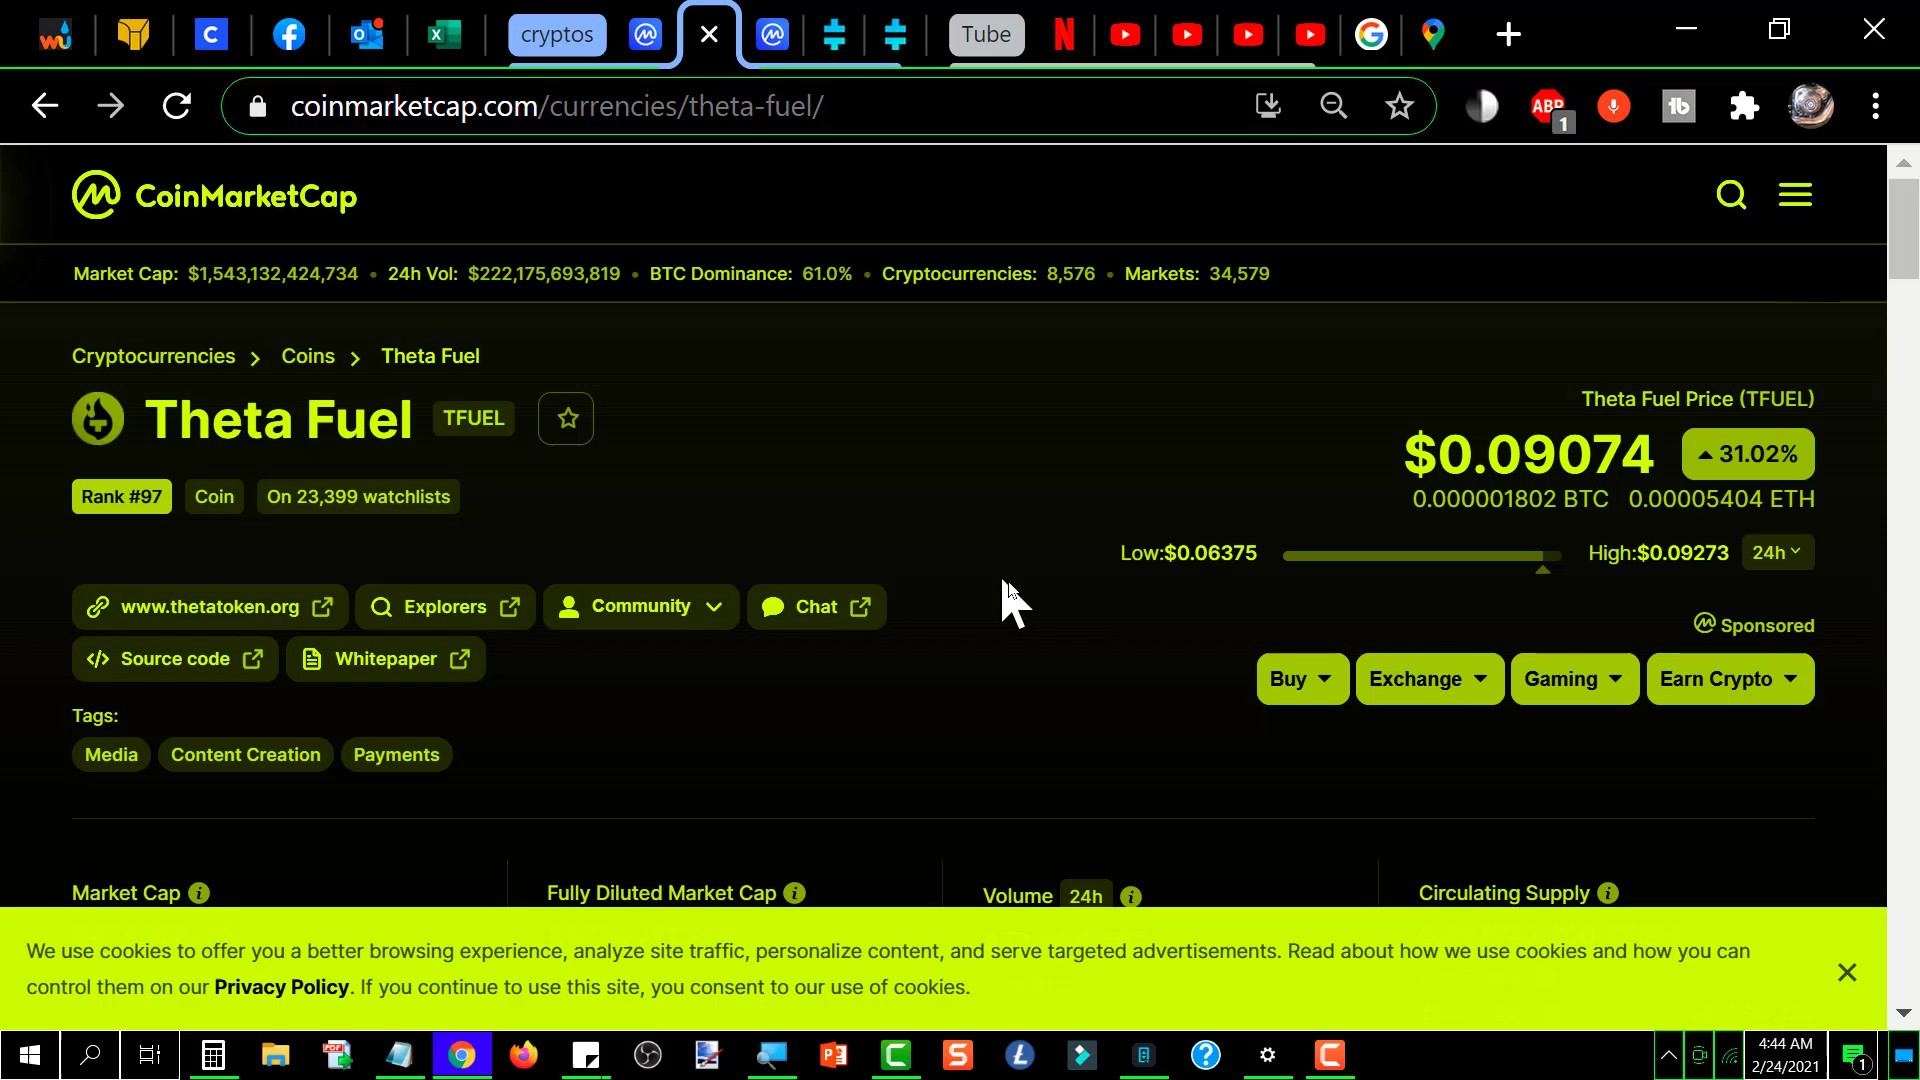 cryptos
Tube
coinmarketcap.com/currencies/theta-fuel/
ABP
1
tb
CoinMarketCap
Market Cap: $1,543,132,424,734 • 24h Vol: $222,175,693,819 • BTC Dominance: 61.0% • Cryptocurrencies: 8,576 • Markets: 34,579
Cryptocurrencies > Coins > Theta Fuel
Theta Fuel TFUEL
Theta Fuel Price (TFUEL)
$0.09074 31.02%
Rank #97 Coin On 23,399 watchlists
0.000001802 BTC 0.00005404 ETH
Low:$0.06375 High:$0.09273 24h
www.thetatoken.org Explorers Community Chat
Sponsored
Source code Whitepaper
Buy Exchange Gaming Earn Crypto
Tags:
Media Content Creation Payments
Market Cap Fully Diluted Market Cap Volume 24h Circulating Supply
We use cookies to offer you a better browsing experience, analyze site traffic, personalize content, and serve targeted advertisements. Read about how we use cookies and how you can
control them on our Privacy Policy. If you continue to use this site, you consent to our use of cookies.
4:44 AM
2/24/2021
1